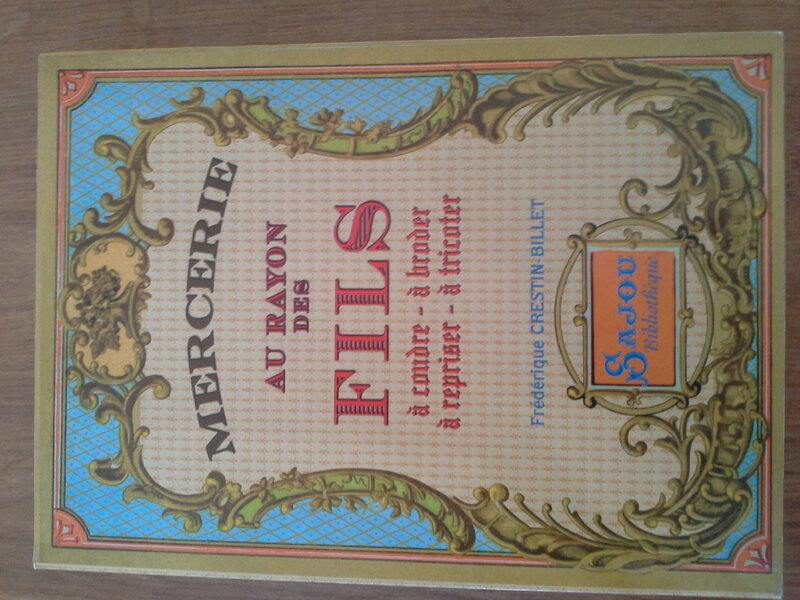 MERCERIE
AU RAYON
DES
FILS
à coudre - à broder
à repriser - à tricoter
Frédérique CRESTIN-BILLET
SAJOU
Bibliothèque